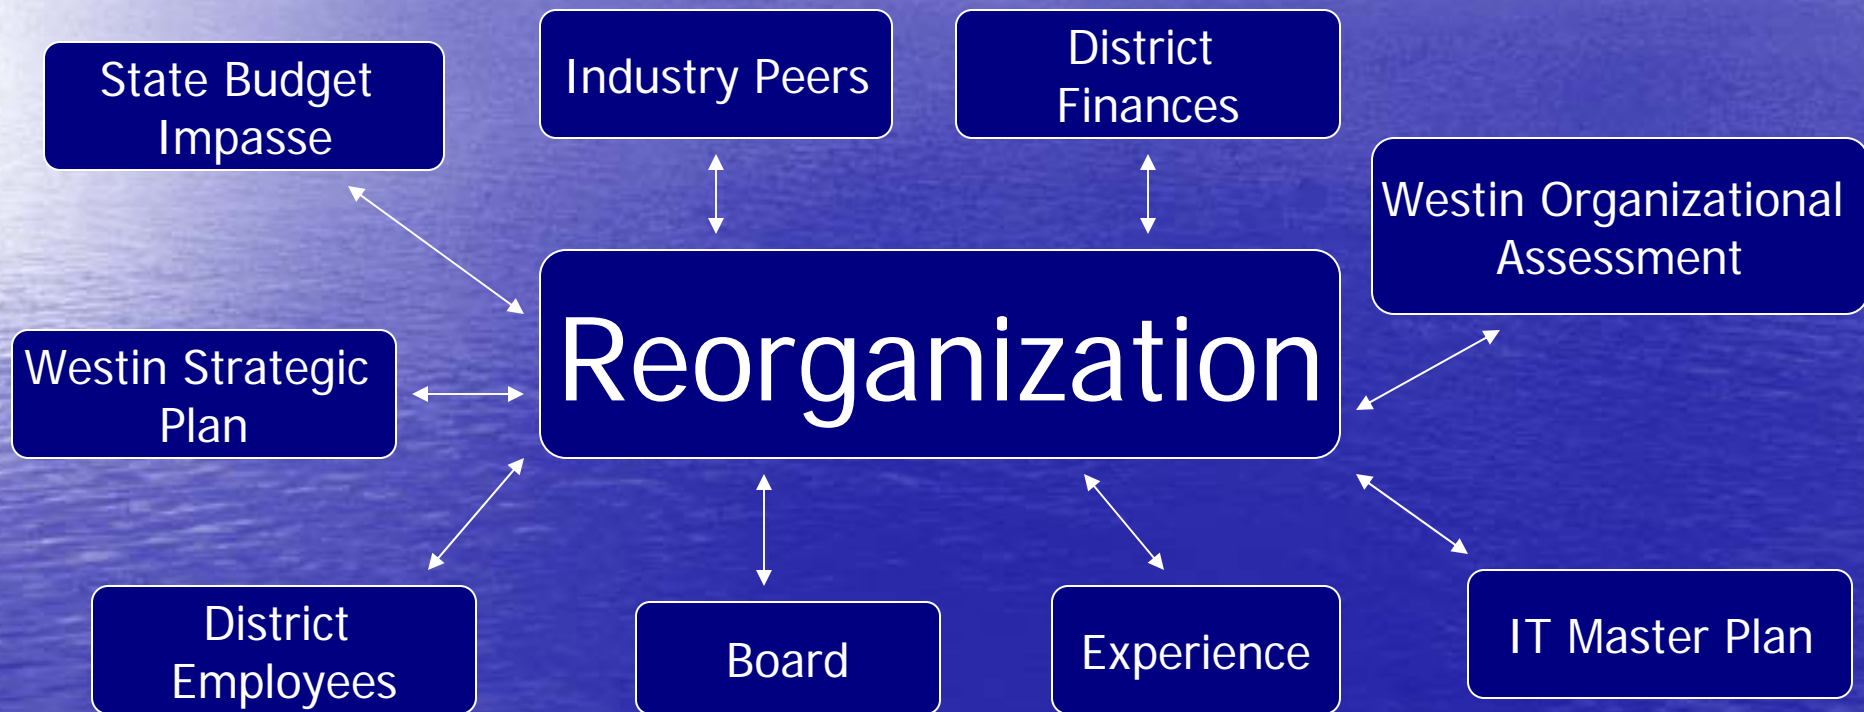 State Budget
Impasse
Industry Peers
District
Finances
Westin Organizational
Assessment
Reorganization
Westin Strategic
Plan
District
Employees
Board
Experience
IT Master Plan